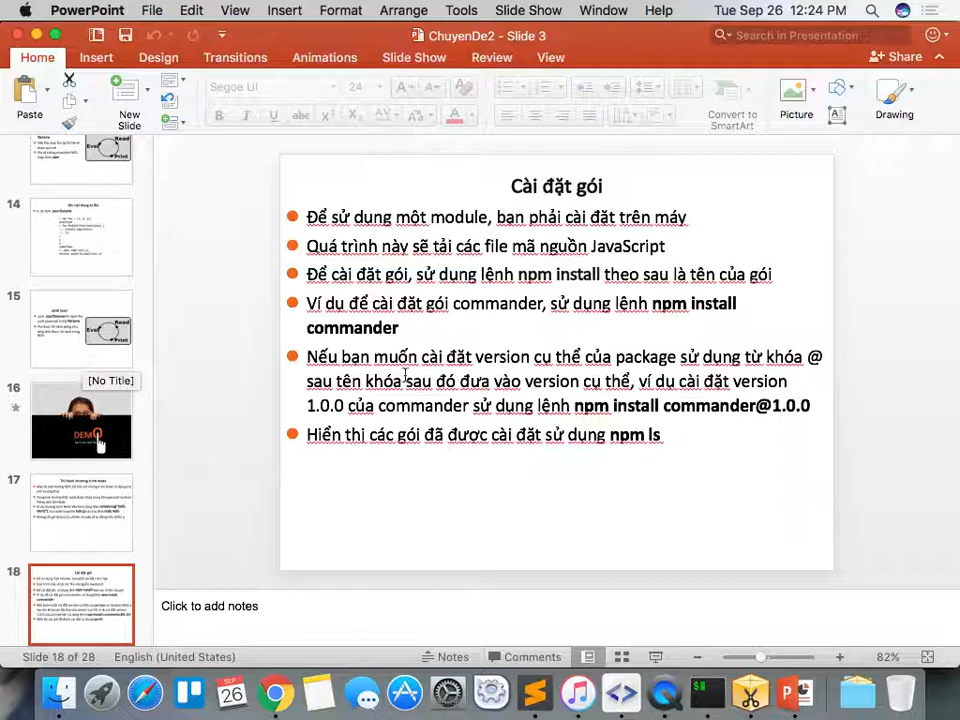 PowerPoint File Edit View Insert Format Arrange Tools Slide Show Window Help Tue Sep 26 12:24 PM
ChuyenDe2 - Slide 3
Search in Presentation
Home Insert Design Transitions Animations Slide Show Review View Share
Segoe UI 24
Paste New Slide Convert to SmartArt Picture Drawing
14
15
[No Title]
16
DEMO
17
18
Cài đặt gói
Để sử dụng một module, bạn phải cài đặt trên máy
Quá trình này sẽ tải các file mã nguồn JavaScript
Để cài đặt gói, sử dụng lệnh npm install theo sau là tên của gói
Ví dụ để cài đặt gói commander, sử dụng lệnh npm install
commander
Nếu bạn muốn cài đặt version cụ thể của package sử dụng từ khóa @
sau tên khóa sau đó đưa vào version cụ thể, ví dụ cài đặt version
1.0.0 của commander sử dụng lệnh npm install commander@1.0.0
Hiển thị các gói đã được cài đặt sử dụng npm ls
Click to add notes
Slide 18 of 28 English (United States) Notes Comments 82%
SEP
26